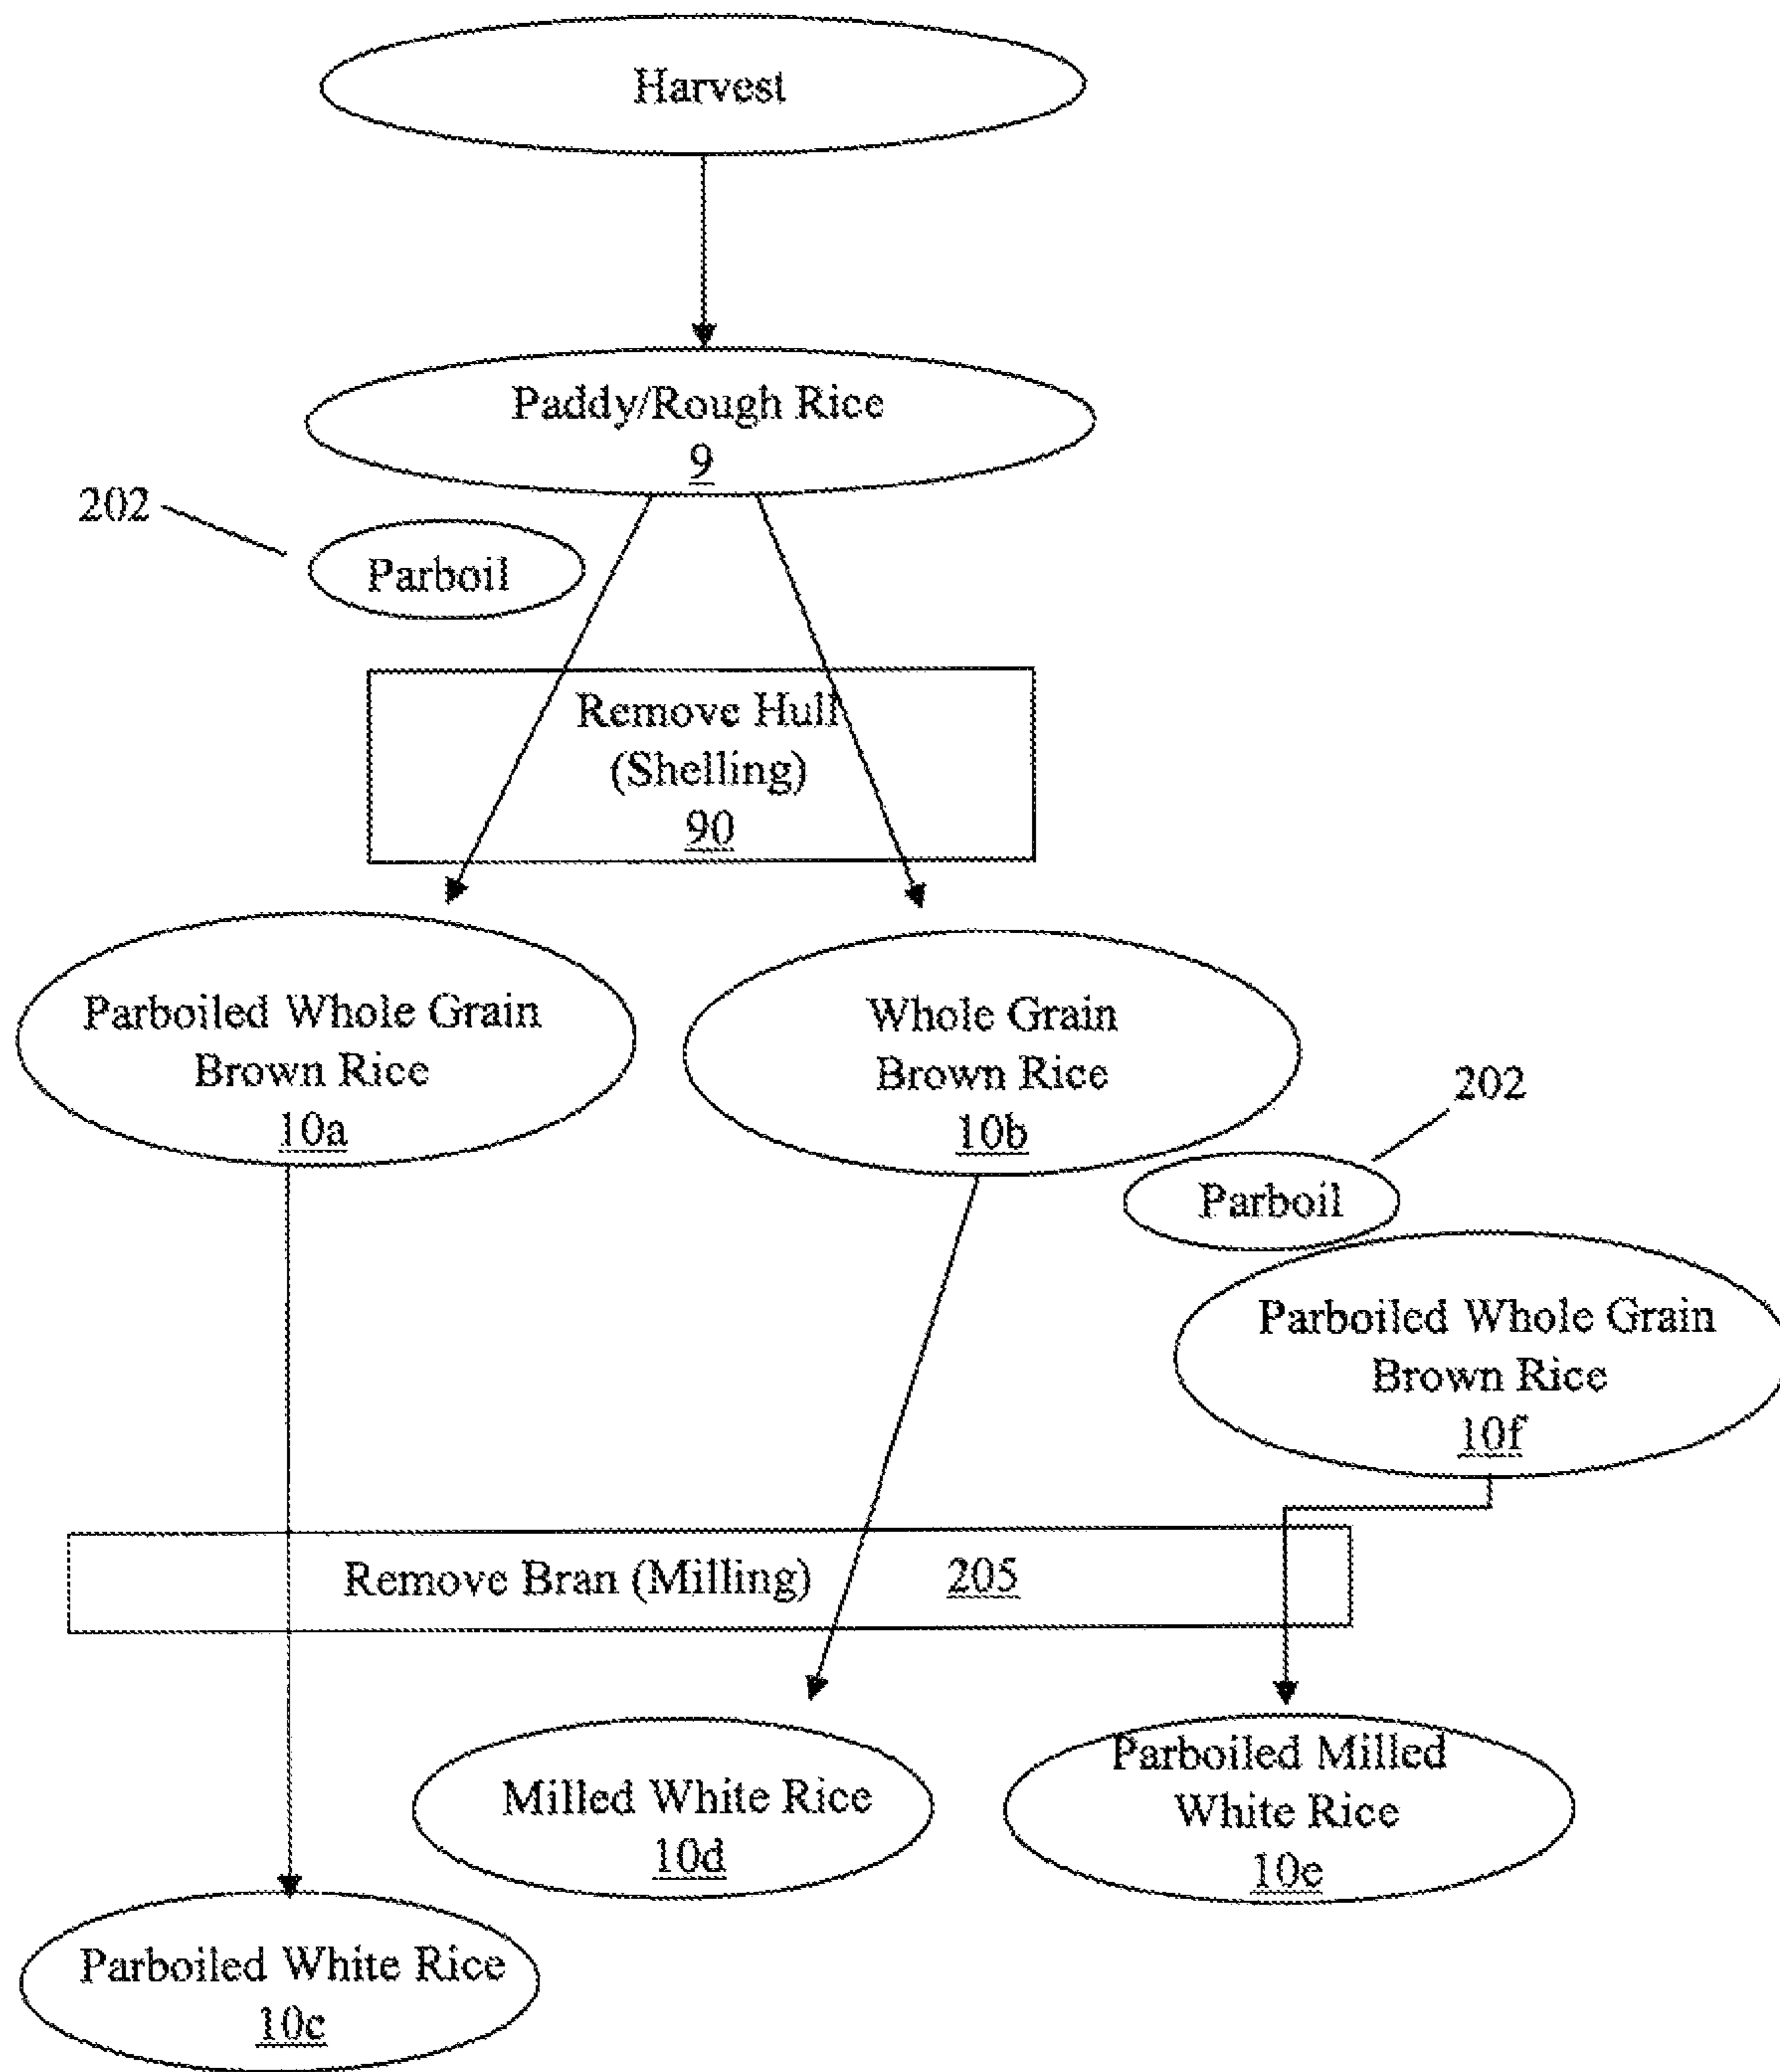 Harvest
Paddy/Rough Rice
9
202
Parboil
Remove Hull
(Shelling)
90
Parboiled Whole Grain
Brown Rice
10a
Whole Grain
Brown Rice
10b
202
Parboil
Parboiled Whole Grain
Brown Rice
10f
Remove Bran (Milling) 205
Milled White Rice
10d
Parboiled Milled
White Rice
10e
Parboiled White Rice
10c